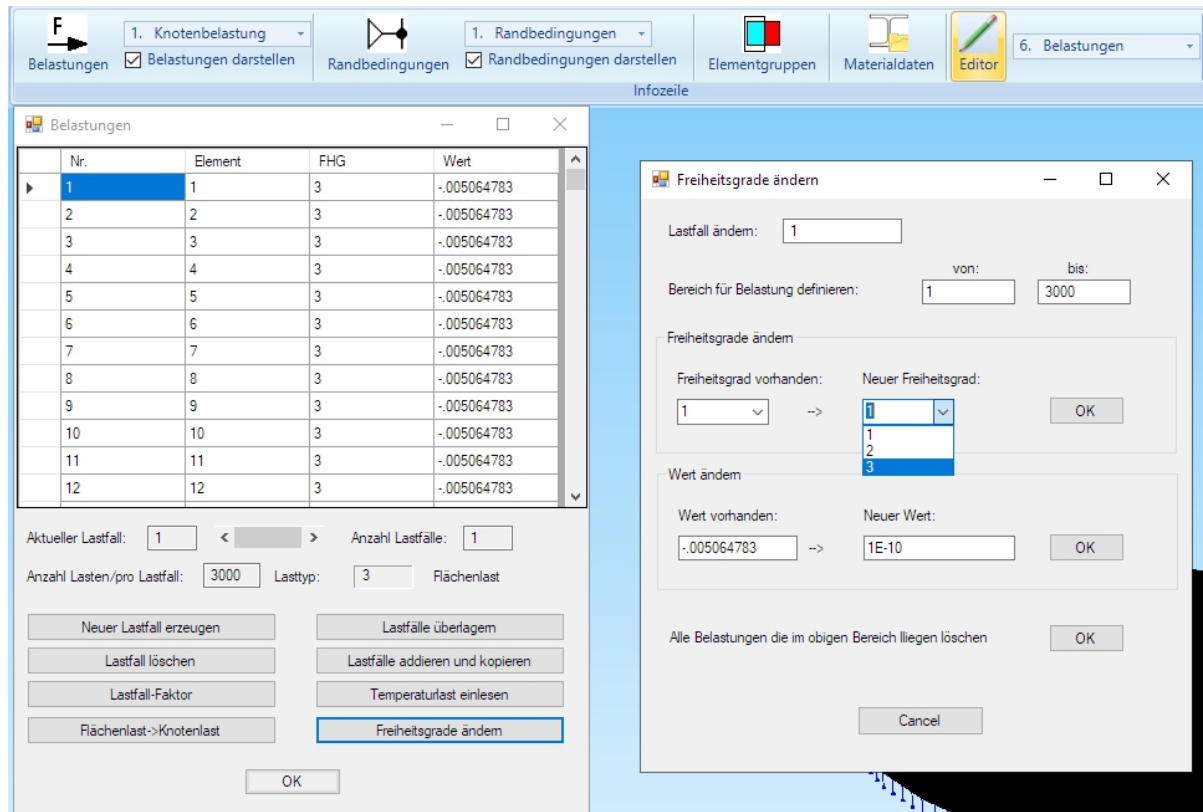 F
1. Knotenbelastung
1. Randbedingungen
6. Belastungen
Belastungen
Belastungen darstellen
Randbedingungen
Randbedingungen darstellen
Elementgruppen
Materialdaten
Editor
Infozeile
Belastungen
Nr. Element FHG Wert
1 1 3 -.005064783
2 2 3 -.005064783
3 3 3 -.005064783
4 4 3 -.005064783
5 5 3 -.005064783
6 6 3 -.005064783
7 7 3 -.005064783
8 8 3 -.005064783
9 9 3 -.005064783
10 10 3 -.005064783
11 11 3 -.005064783
12 12 3 -.005064783
Aktueller Lastfall: 1 < > Anzahl Lastfälle: 1
Anzahl Lasten/pro Lastfall: 3000 Lasttyp: 3 Flächenlast
Neuer Lastfall erzeugen Lastfälle überlagern
Lastfall löschen Lastfälle addieren und kopieren
Lastfall-Faktor Temperaturlast einlesen
Flächenlast->Knotenlast Freiheitsgrade ändern
OK
Freiheitsgrade ändern
Lastfall ändern: 1
von: bis:
Bereich für Belastung definieren: 1 3000
Freiheitsgrade ändern
Freiheitsgrad vorhanden: Neuer Freiheitsgrad:
1 --> 1 OK
1
2
3
Wert ändern
Wert vorhanden: Neuer Wert:
-.005064783 --> 1E-10 OK
Alle Belastungen die im obigen Bereich lliegen löschen OK
Cancel